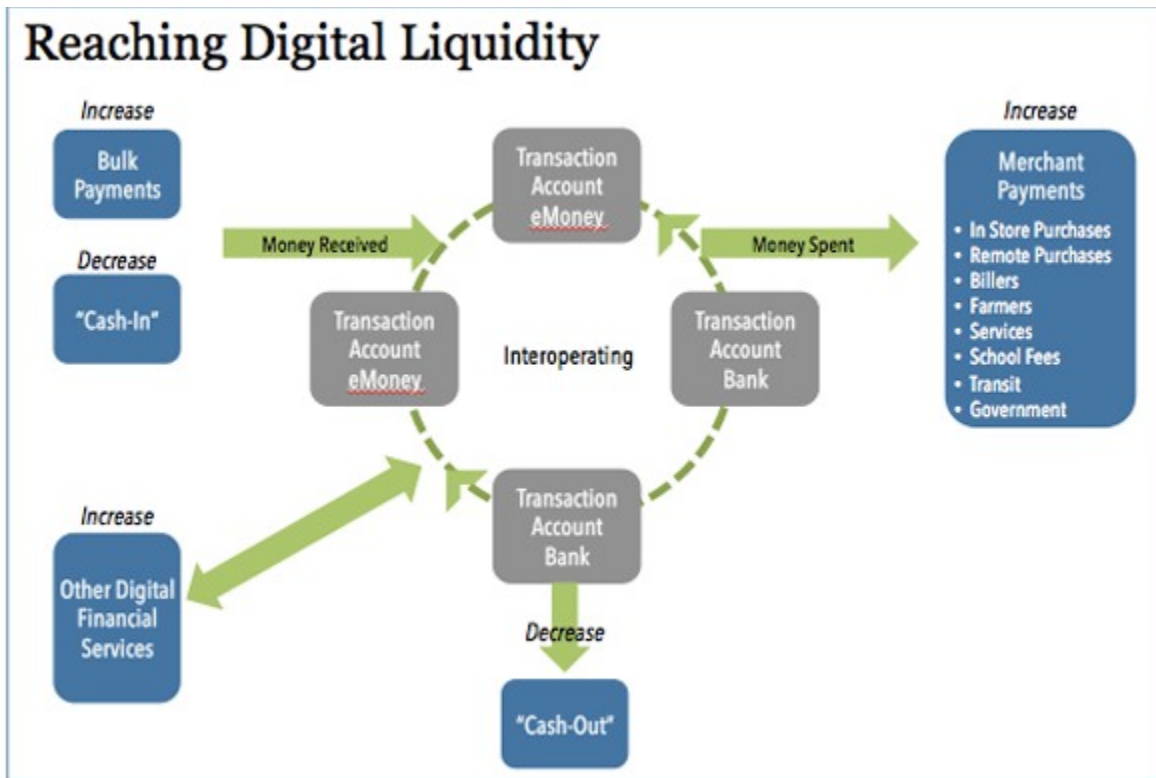 Reaching Digital Liquidity
Increase
Bulk
Payments
Decrease
"Cash-In"
Money Received
Transaction
Account
eMoney
Transaction
Account
eMoney
Interoperating
Transaction
Account
Bank
Transaction
Account
Bank
Money Spent
Increase
Merchant
Payments
• In Store Purchases
• Remote Purchases
• Billers
• Farmers
• Services
• School Fees
• Transit
• Government
Increase
Other Digital
Financial
Services
Decrease
"Cash-Out"